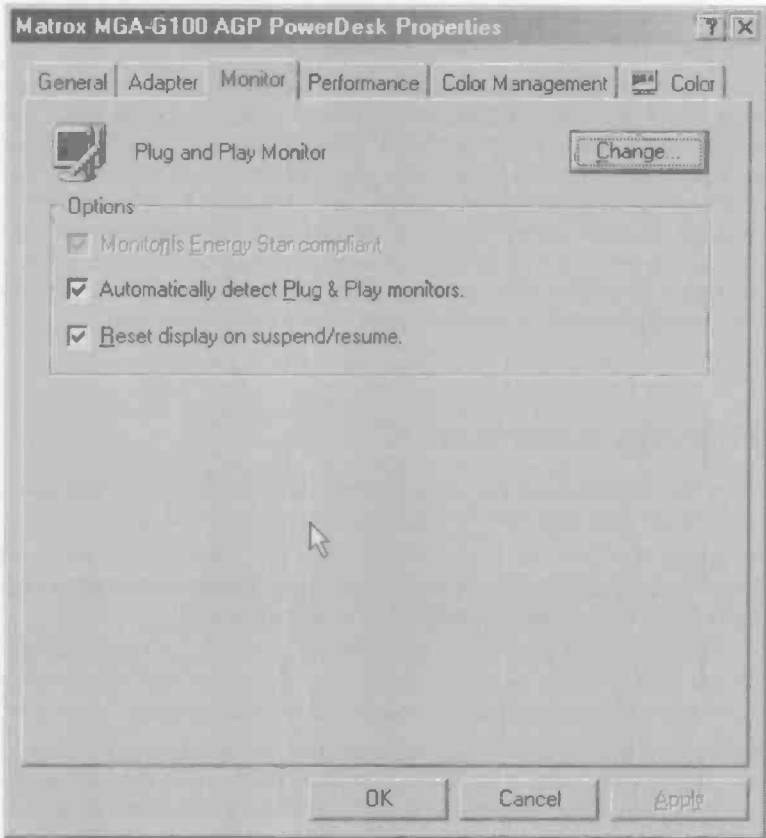 Matrox MGA-G100 AGP PowerDesk Properties
General Adapter Monitor Performance Color Management Color
Plug and Play Monitor
Change...
Options
Monitor is Energy Star compliant
Automatically detect Plug & Play monitors.
Reset display on suspend/resume.
OK Cancel Apply